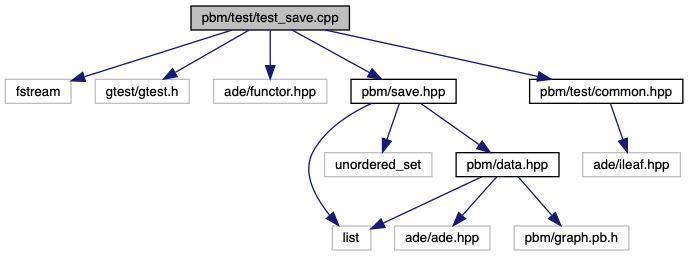 pbm/test/test_save.cpp
fstream
gtest/gtest.h
ade/functor.hpp
pbm/save.hpp
pbm/test/common.hpp
unordered_set
pbm/data.hpp
ade/ileaf.hpp
list
ade/ade.hpp
pbm/graph.pb.h